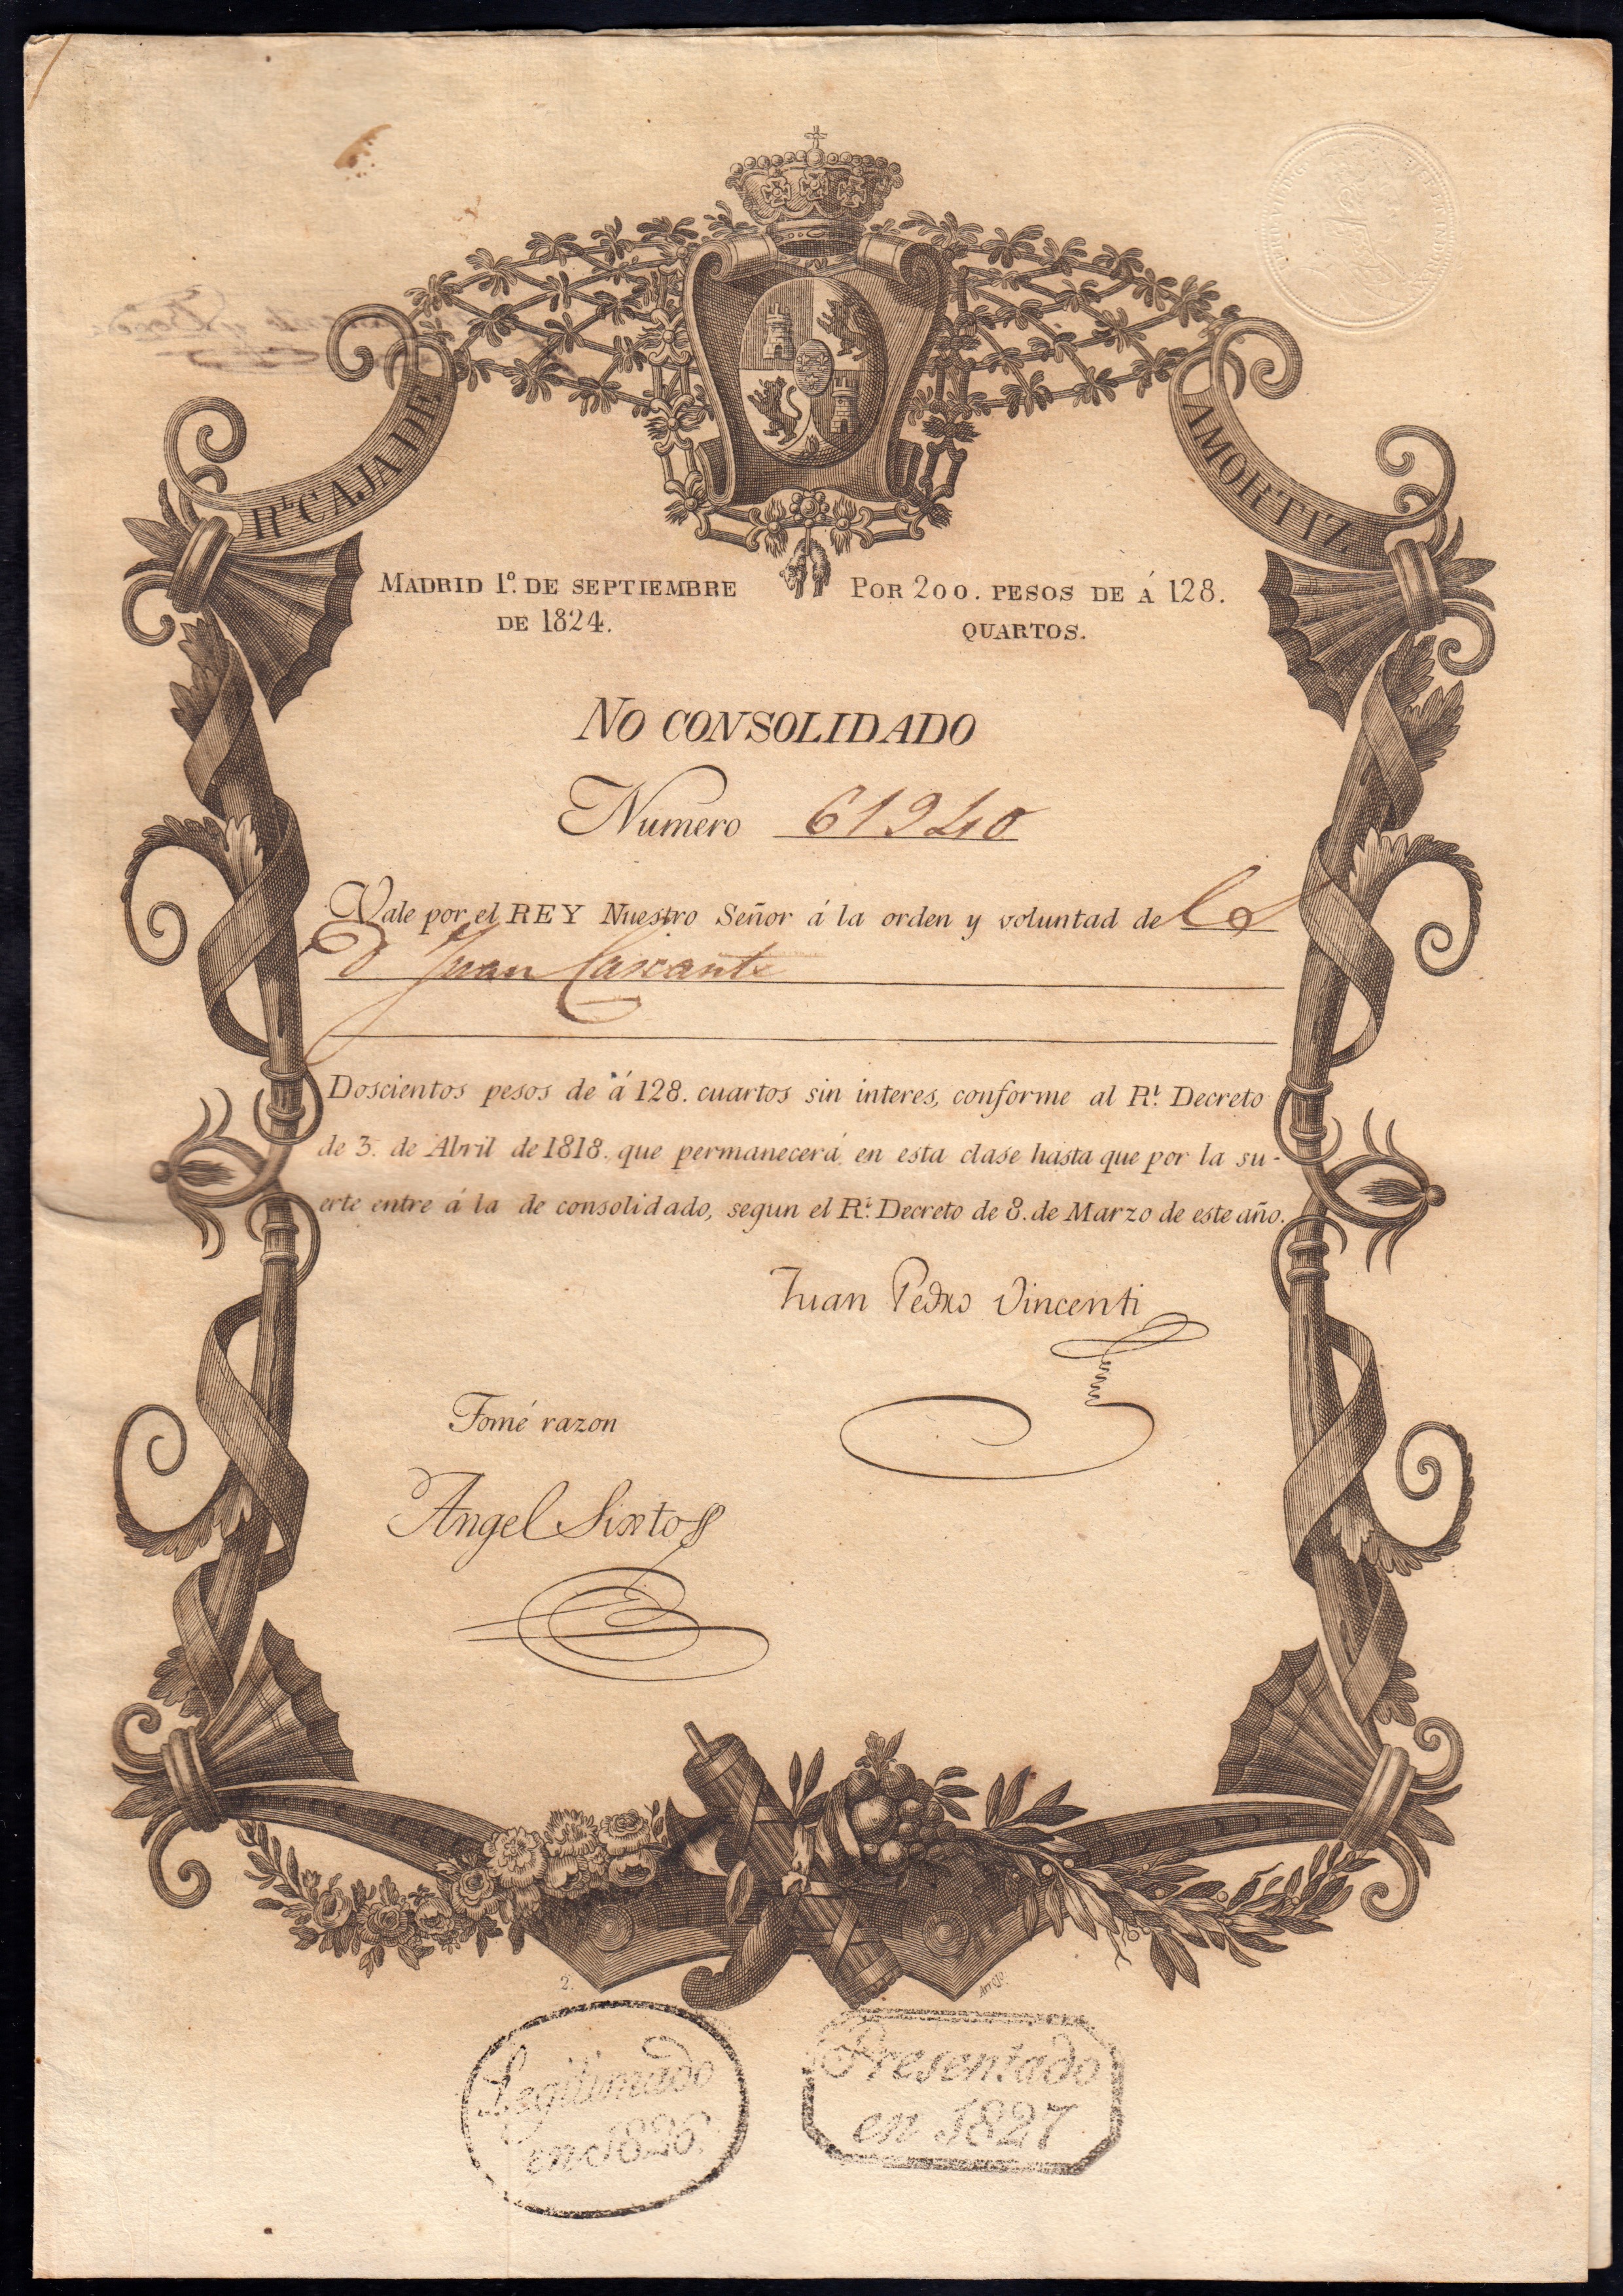 Rˡ. CAJA DE
AMORTIZ
MADRID 1º. DE SEPTIEMBRE
DE 1824.
POR 200. PESOS DE Á 128.
QUARTOS.
NO CONSOLIDADO
Numero 61940
Vale por el REY Nuestro Señor á la orden y voluntad de
Dⁿ Juan Cascante
Doscientos pesos de á 128. cuartos sin interes, conforme al Rˡ. Decreto
de 3. de Abril de 1818. que permanecerá en esta clase hasta que por la su-
erte entre á la de consolidado, segun el Rˡ. Decreto de 8. de Marzo de este año.
Juan Pedro Vincenti
Tomé razon
Angel Sixto
2.
Legitimado
en 1826.
Presentado
en 1827